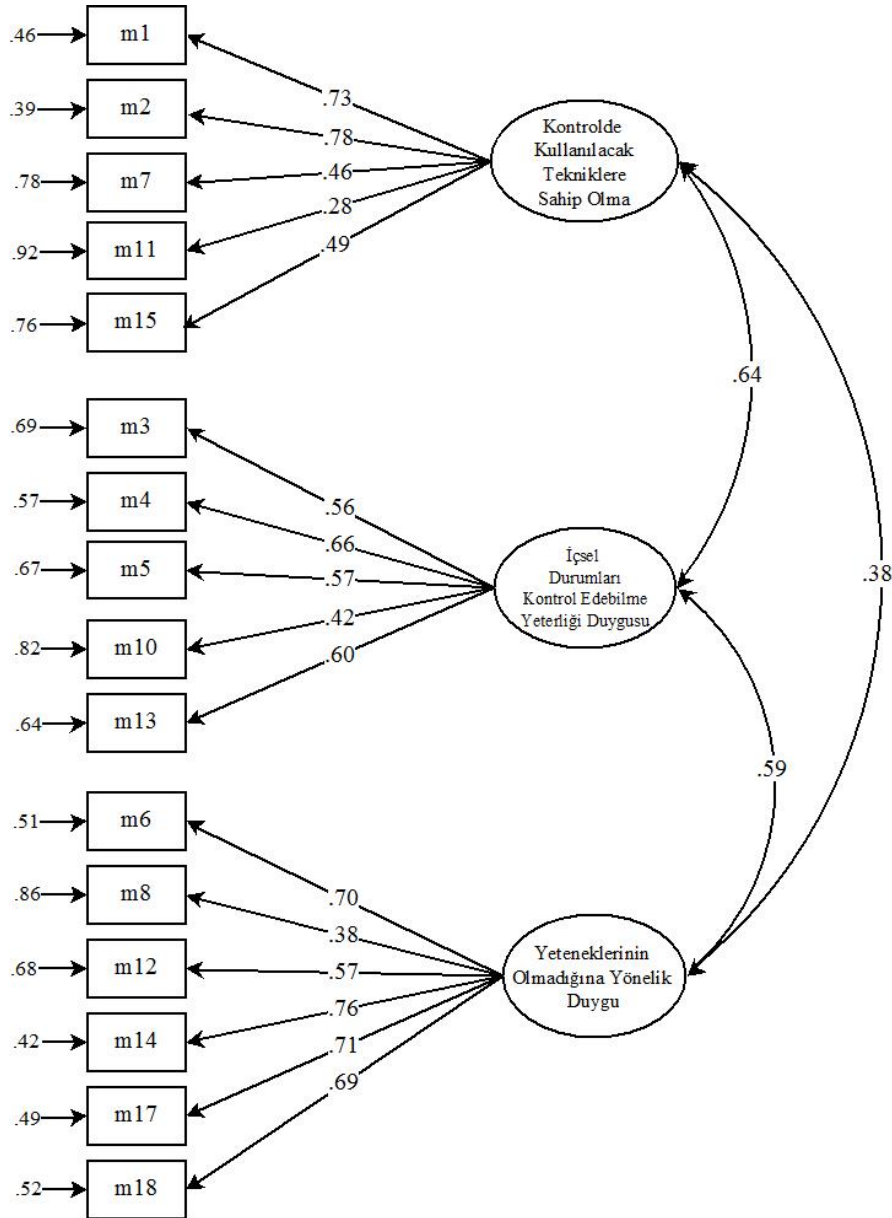 .46
m1
.73
.39
m2
.78
Kontrolde
Kullanılacak
Tekniklere
Sahip Olma
.78
m7
.46
.92
m11
.28
.76
m15
.49
.64
.38
.69
m3
.56
.57
m4
.66
.67
m5
.57
İçsel
Durumları
Kontrol Edebilme
Yeterliği Duygusu
.82
m10
.42
.64
m13
.60
.59
.51
m6
.70
.86
m8
.38
.68
m12
.57
Yeteneklerinin
Olmadığına Yönelik
Duygu
.42
m14
.76
.49
m17
.71
.52
m18
.69